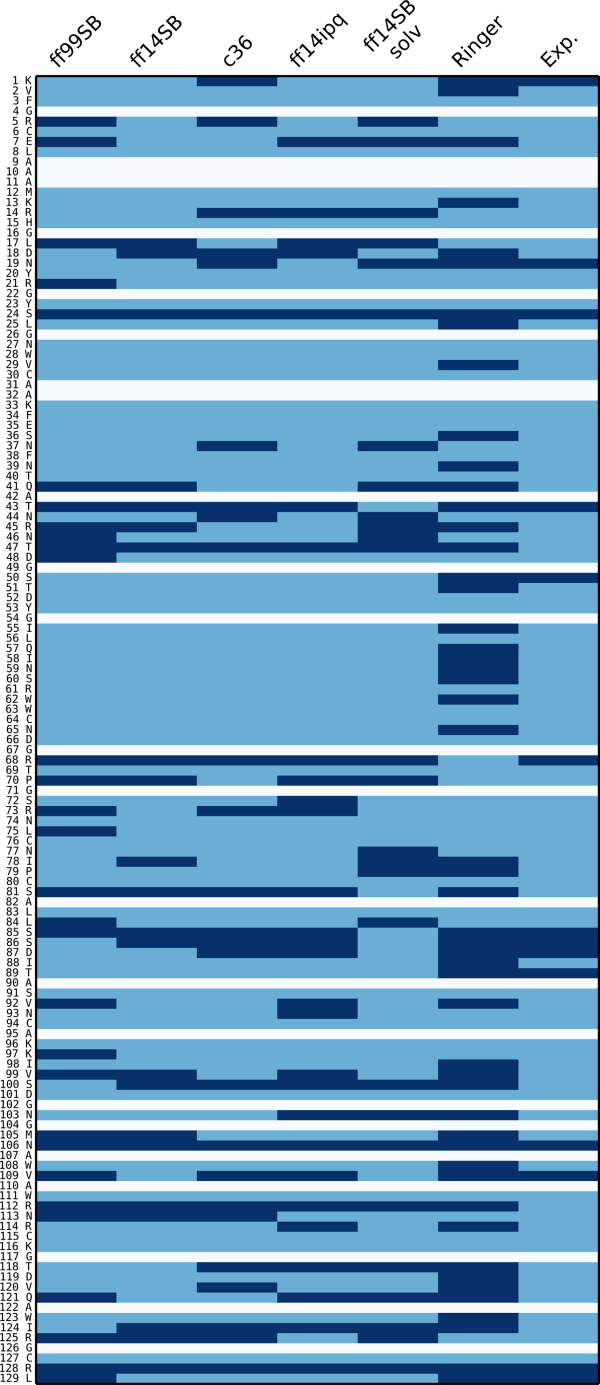 ff99SB ff14SB c36 ff14ipq ff14SB solv Ringer Exp.
1 K
2 V
3 F
4 G
5 R
6 C
7 E
8 L
9 A
10 A
11 A
12 M
13 K
14 R
15 H
16 G
17 L
18 D
19 N
20 Y
21 R
22 G
23 Y
24 S
25 L
26 G
27 N
28 W
29 V
30 C
31 A
32 A
33 K
34 F
35 E
36 S
37 N
38 F
39 N
40 T
41 Q
42 A
43 T
44 N
45 R
46 N
47 T
48 D
49 G
50 S
51 T
52 D
53 Y
54 G
55 I
56 L
57 Q
58 I
59 N
60 S
61 R
62 W
63 W
64 C
65 N
66 D
67 G
68 R
69 T
70 P
71 G
72 S
73 R
74 N
75 L
76 C
77 N
78 I
79 P
80 C
81 S
82 A
83 L
84 L
85 S
86 S
87 D
88 I
89 T
90 A
91 S
92 V
93 N
94 C
95 A
96 K
97 K
98 I
99 V
100 S
101 D
102 G
103 N
104 G
105 M
106 N
107 A
108 W
109 V
110 A
111 W
112 R
113 N
114 R
115 C
116 K
117 G
118 T
119 D
120 V
121 Q
122 A
123 W
124 I
125 R
126 G
127 C
128 R
129 L